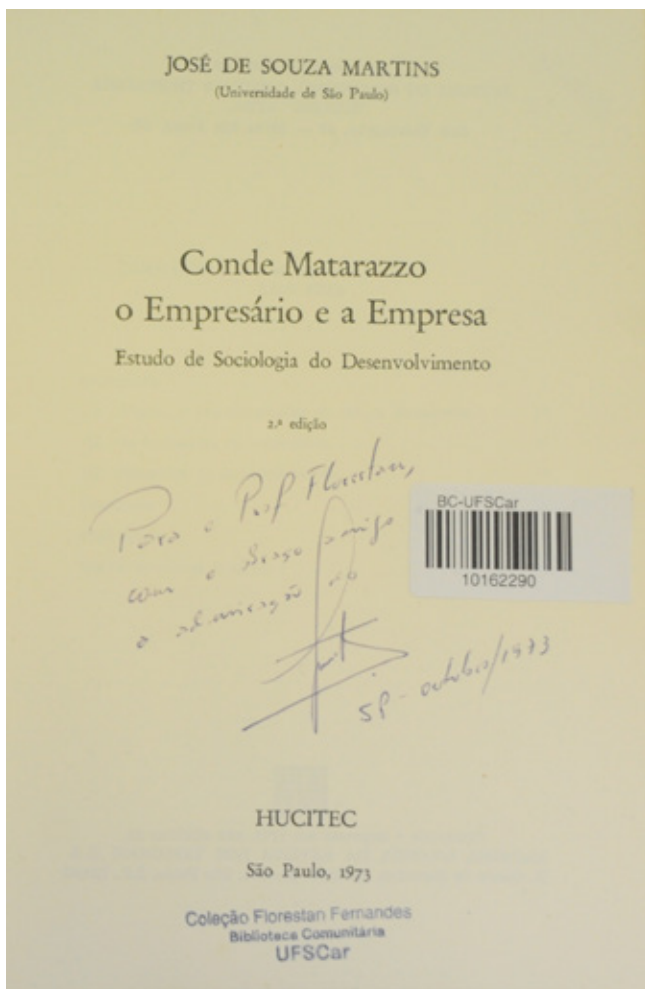 JOSÉ DE SOUZA MARTINS
(Universidade de São Paulo)
Conde Matarazzo
o Empresário e a Empresa
Estudo de Sociologia do Desenvolvimento
2.ª edição
Para o Prof Florestan,
com o abraço amigo
e admiração do
SP - outubro/1973
BC-UFSCar
10162290
HUCITEC
São Paulo, 1973
Coleção Florestan Fernandes
Biblioteca Comunitária
UFSCar